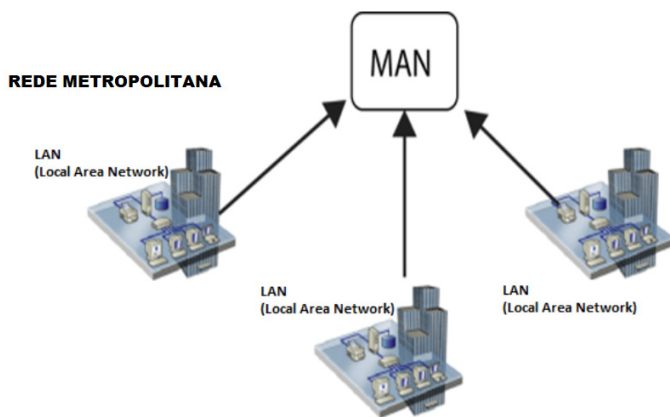 MAN
REDE METROPOLITANA
LAN
(Local Area Network)
LAN
(Local Area Network)
LAN
(Local Area Network)